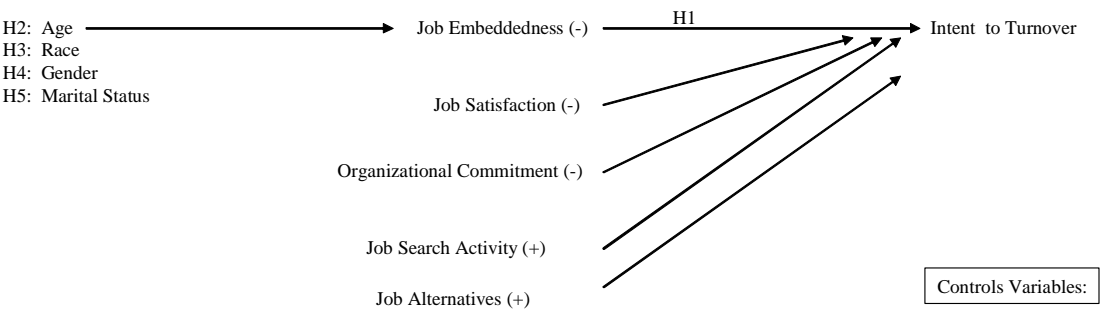 H1
H2: Age
Job Embeddedness (-)
Intent to Turnover
H3: Race
H4: Gender
H5: Marital Status
Job Satisfaction (-)
Organizational Commitment (-)
Job Search Activity (+)
Job Alternatives (+)
Controls Variables: